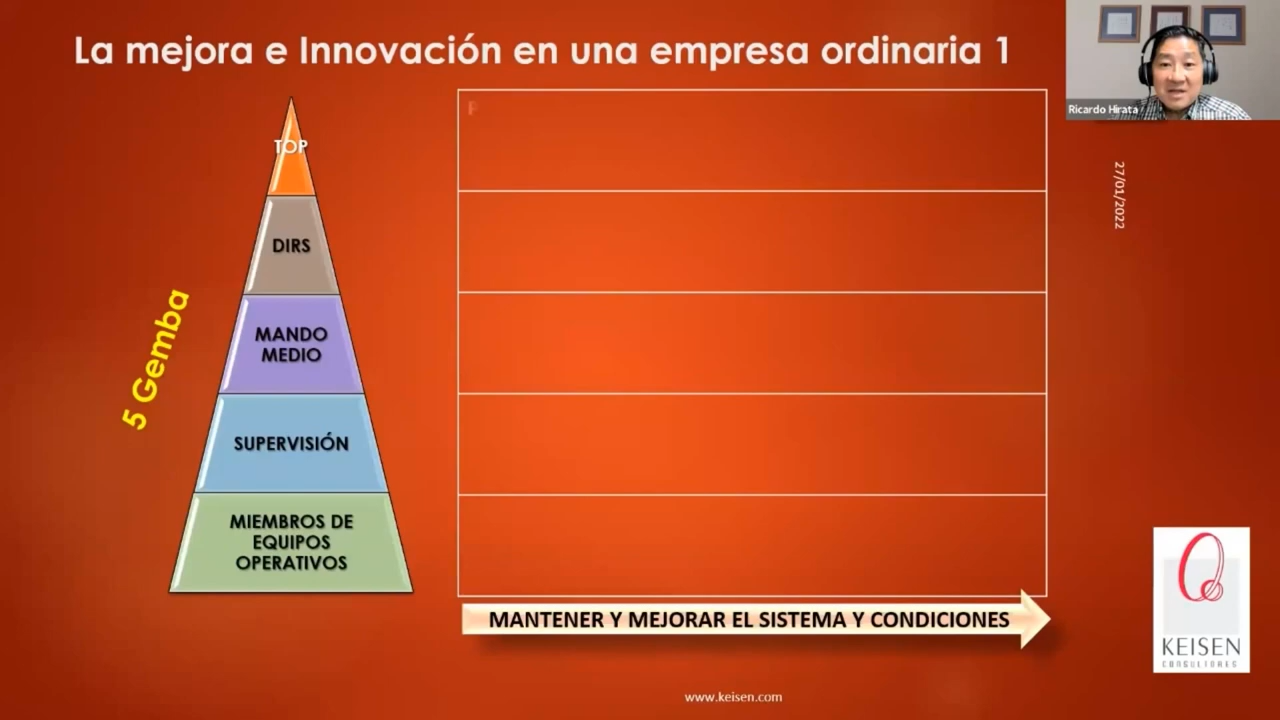 La mejora e Innovación en una empresa ordinaria 1
Ricardo Hirata
TOP
DIRS
MANDO
MEDIO
SUPERVISIÓN
MIEMBROS DE
EQUIPOS
OPERATIVOS
5 Gemba
P
27/01/2022
MANTENER Y MEJORAR EL SISTEMA Y CONDICIONES
KEISEN
CONSULTORES
www.keisen.com